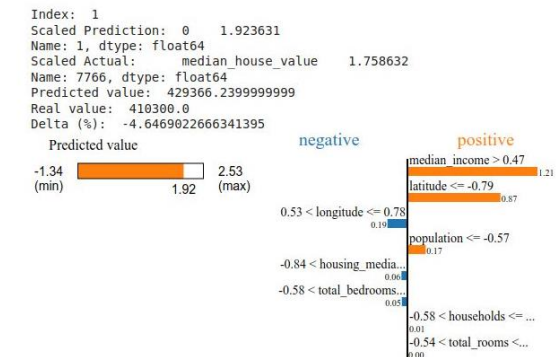 Index:  1
Scaled Prediction:  0    1.923631
Name: 1, dtype: float64
Scaled Actual:       median_house_value    1.758632
Name: 7766, dtype: float64
Predicted value:  429366.2399999999
Real value:  410300.0
Delta (%):  -4.6469022666341395
Predicted value
-1.34
(min)
1.92
2.53
(max)
negative
positive
median_income > 0.47
1.21
latitude <= -0.79
0.87
0.53 < longitude <= 0.78
0.19
population <= -0.57
0.17
-0.84 < housing_media...
0.06
-0.58 < total_bedrooms...
0.05
-0.58 < households <= ...
0.01
-0.54 < total_rooms <...
0.00